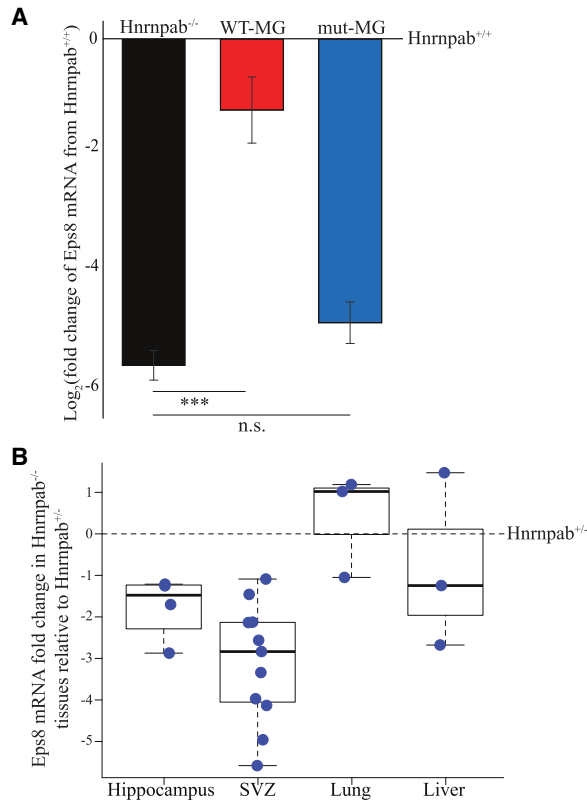 A
Hnrnpab-/- WT-MG mut-MG
0
Hnrnpab+/+
-2
-4
-6
Log2(fold change of Eps8 mRNA from Hnrnpab+/+)
***
n.s.
B
Eps8 mRNA fold change in Hnrnpab-/-
tissues relative to Hnrnpab+/-
1
0
Hnrnpab+/-
-1
-2
-3
-4
-5
Hippocampus SVZ Lung Liver